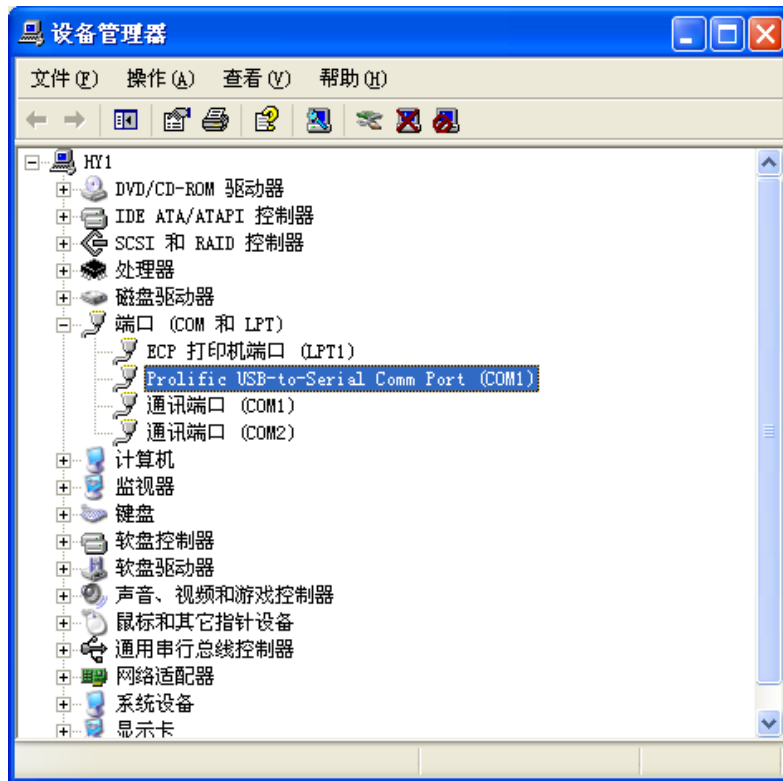 设备管理器
文件(F) 操作(A) 查看(V) 帮助(H)
HY1
DVD/CD-ROM 驱动器
IDE ATA/ATAPI 控制器
SCSI 和 RAID 控制器
处理器
磁盘驱动器
端口 (COM 和 LPT)
ECP 打印机端口 (LPT1)
Prolific USB-to-Serial Comm Port (COM1)
通讯端口 (COM1)
通讯端口 (COM2)
计算机
监视器
键盘
软盘控制器
软盘驱动器
声音、视频和游戏控制器
鼠标和其它指针设备
通用串行总线控制器
网络适配器
系统设备
显示卡